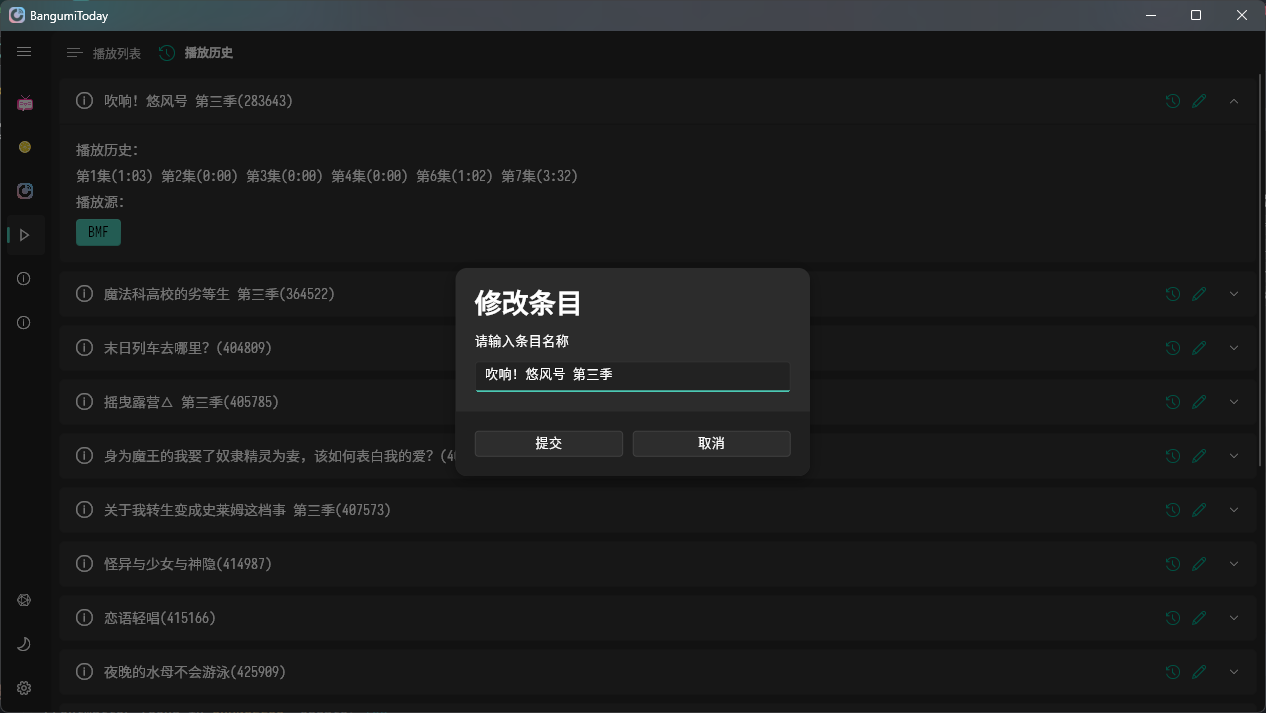 BangumiToday
播放列表 播放历史
吹响！悠风号 第三季(283643)
播放历史：
第1集(1:03) 第2集(0:00) 第3集(0:00) 第4集(0:00) 第6集(1:02) 第7集(3:32)
播放源：
BMF
魔法科高校的劣等生 第三季(364522)
末日列车去哪里？(404809)
摇曳露营△ 第三季(405785)
身为魔王的我娶了奴隶精灵为妻，该如何表白我的爱？(40
关于我转生变成史莱姆这档事 第三季(407573)
怪异与少女与神隐(414987)
恋语轻唱(415166)
夜晚的水母不会游泳(425909)
修改条目
请输入条目名称
吹响！悠风号 第三季
提交 取消